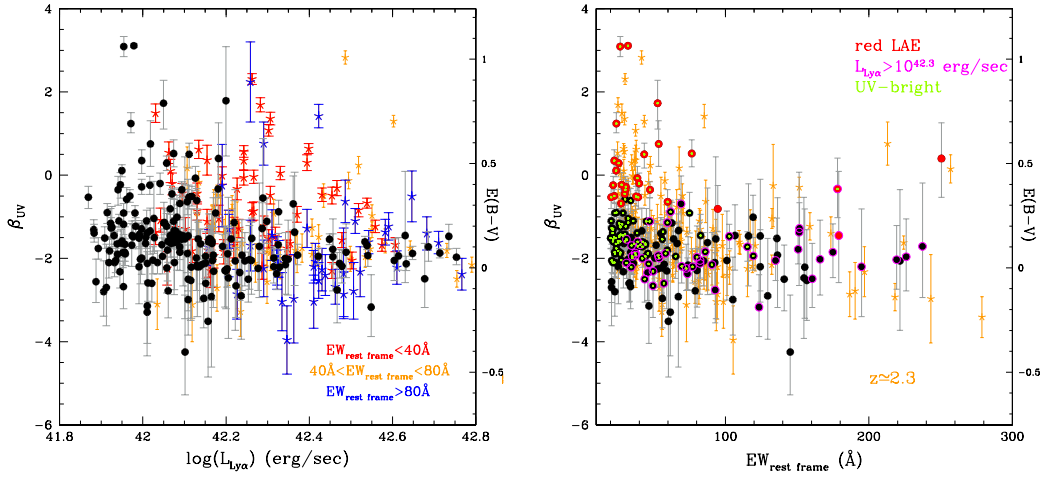 β_UV
4
2
0
−2
−4
−6
41.8
42
42.2
42.4
42.6
42.8
log(L_Lyα) (erg/sec)
1
0.5
0
−0.5
E(B−V)
EW_rest frame<40Å
40Å<EW_rest frame<80Å
EW_rest frame>80Å
β_UV
4
2
0
−2
−4
−6
100
200
300
EW_rest frame (Å)
1
0.5
0
−0.5
E(B−V)
red LAE
L_Lyα>10^42.3 erg/sec
UV−bright
z≃2.3